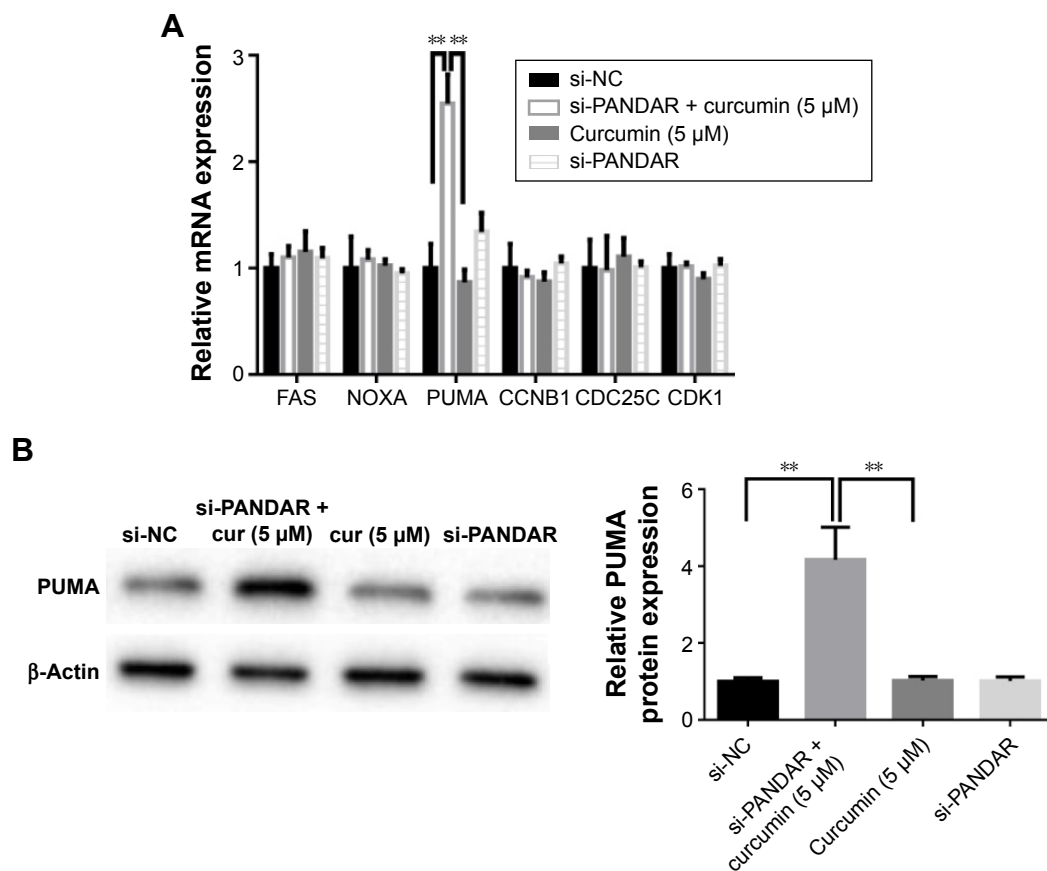 A
** **
3
2
1
0
Relative mRNA expression
si-NC
si-PANDAR + curcumin (5 µM)
Curcumin (5 µM)
si-PANDAR
FAS NOXA PUMA CCNB1 CDC25C CDK1
B
si-NC
si-PANDAR +
cur (5 µM)
cur (5 µM)
si-PANDAR
PUMA
β-Actin
** **
6
4
2
0
Relative PUMA
protein expression
si-NC
si-PANDAR +
curcumin (5 µM)
Curcumin (5 µM)
si-PANDAR